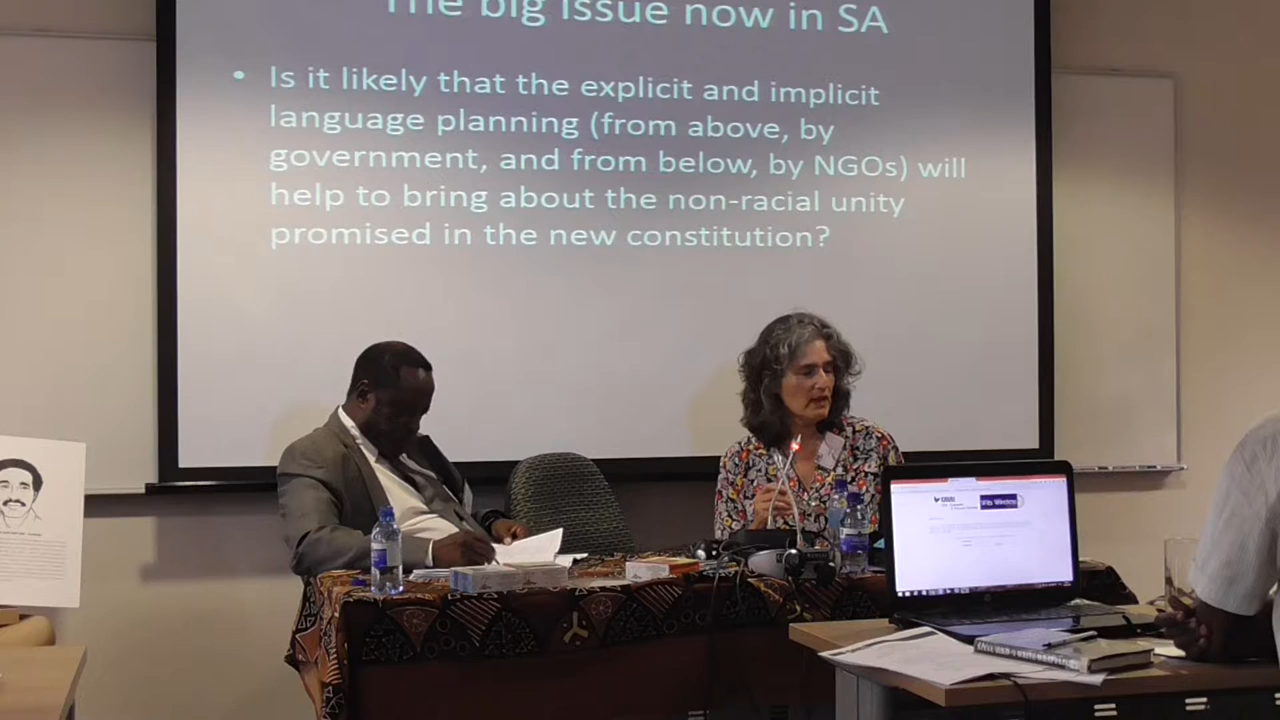 The big issue now in SA
• Is it likely that the explicit and implicit
language planning (from above, by
government, and from below, by NGOs) will
help to bring about the non-racial unity
promised in the new constitution?